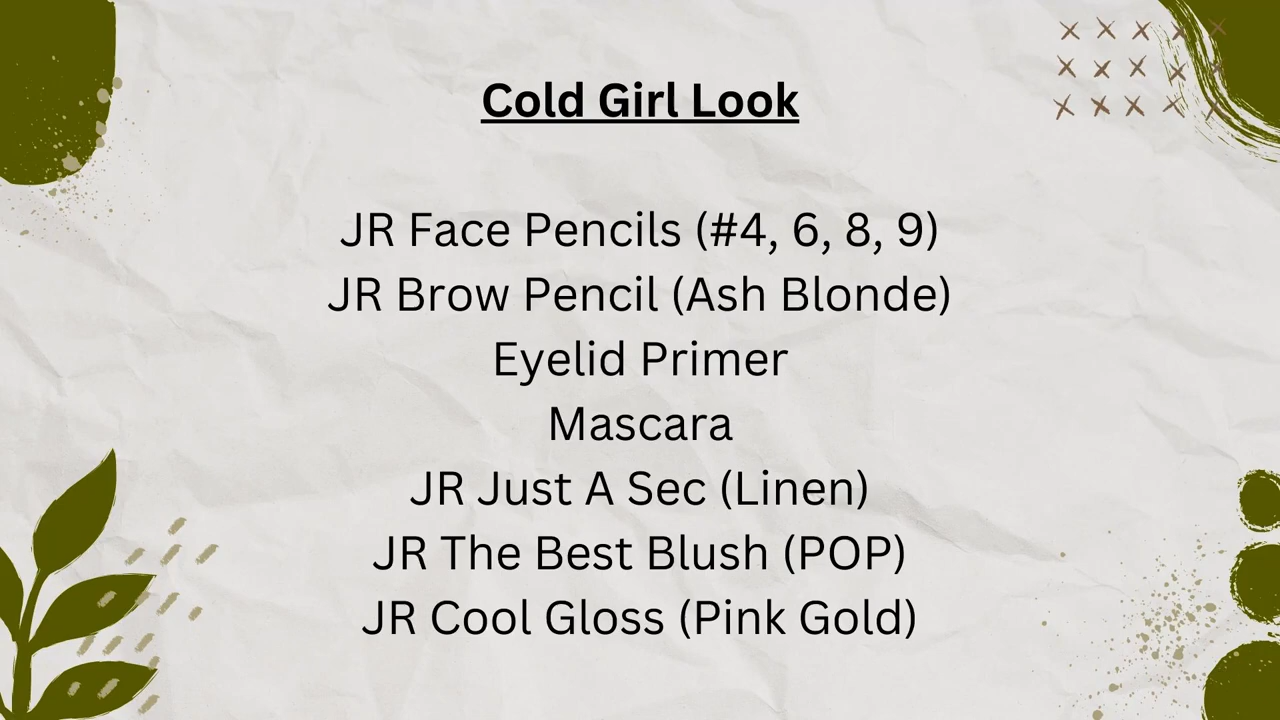 Cold Girl Look
JR Face Pencils (#4, 6, 8, 9)
JR Brow Pencil (Ash Blonde)
Eyelid Primer
Mascara
JR Just A Sec (Linen)
JR The Best Blush (POP)
JR Cool Gloss (Pink Gold)